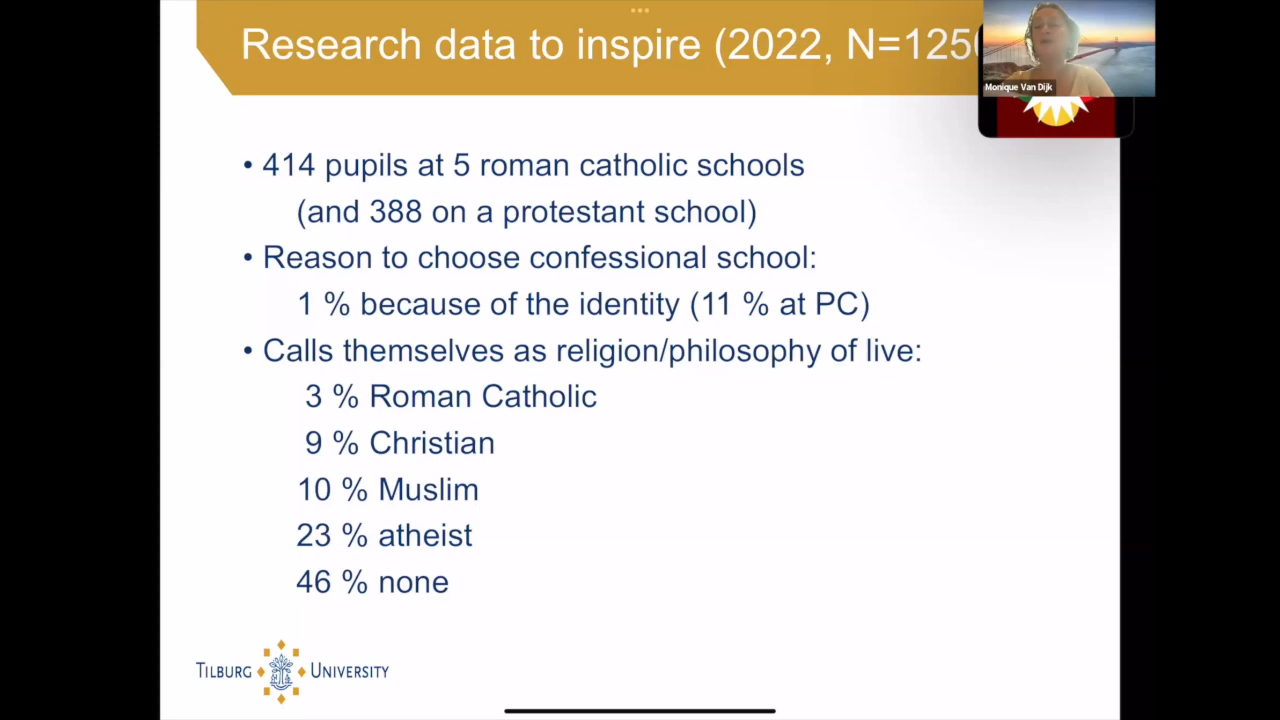 Research data to inspire (2022, N=125
Monique Van Dijk
• 414 pupils at 5 roman catholic schools
(and 388 on a protestant school)
• Reason to choose confessional school:
1 % because of the identity (11 % at PC)
• Calls themselves as religion/philosophy of live:
3 % Roman Catholic
9 % Christian
10 % Muslim
23 % atheist
46 % none
TILBURG UNIVERSITY